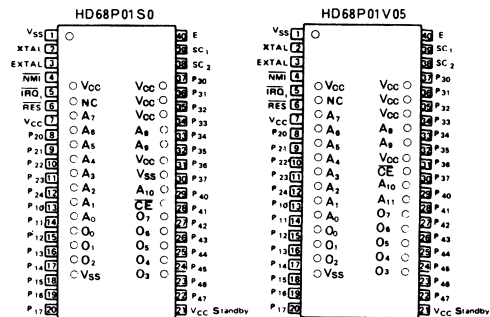 HD68P01S0
VSS 1 40 E
XTAL 2 39 SC1
EXTAL 3 38 SC2
NMI 4 VCC VCC 37 P30
IRQ1 5 NC VCC 36 P31
RES 6 A7 VCC 35 P32
VCC 7 A6 A8 34 P33
P20 8 A5 A9 33 P34
P21 9 A4 VCC 32 P35
P22 10 A3 VSS 31 P36
P23 11 A2 A10 30 P37
P24 12 A1 CE 29 P40
P10 13 A0 O7 28 P41
P11 14 O0 O6 27 P42
P12 15 O1 O5 26 P43
P13 16 O2 O4 25 P44
P14 17 VSS O3 24 P45
P15 18 23 P46
P16 19 22 P47
P17 20 21 VCC Standby
HD68P01V05
VSS 1 40 E
XTAL 2 39 SC1
EXTAL 3 38 SC2
NMI 4 VCC VCC 37 P30
IRQ1 5 NC VCC 36 P31
RES 6 A7 VCC 35 P32
VCC 7 A6 A8 34 P33
P20 8 A5 A9 33 P34
P21 9 A4 VCC 32 P35
P22 10 A3 CE 31 P36
P23 11 A2 A10 30 P37
P24 12 A1 A11 29 P40
P10 13 A0 O7 28 P41
P11 14 O0 O6 27 P42
P12 15 O1 O5 26 P43
P13 16 O2 O4 25 P44
P14 17 VSS O3 24 P45
P15 18 23 P46
P16 19 22 P47
P17 20 21 VCC Standby